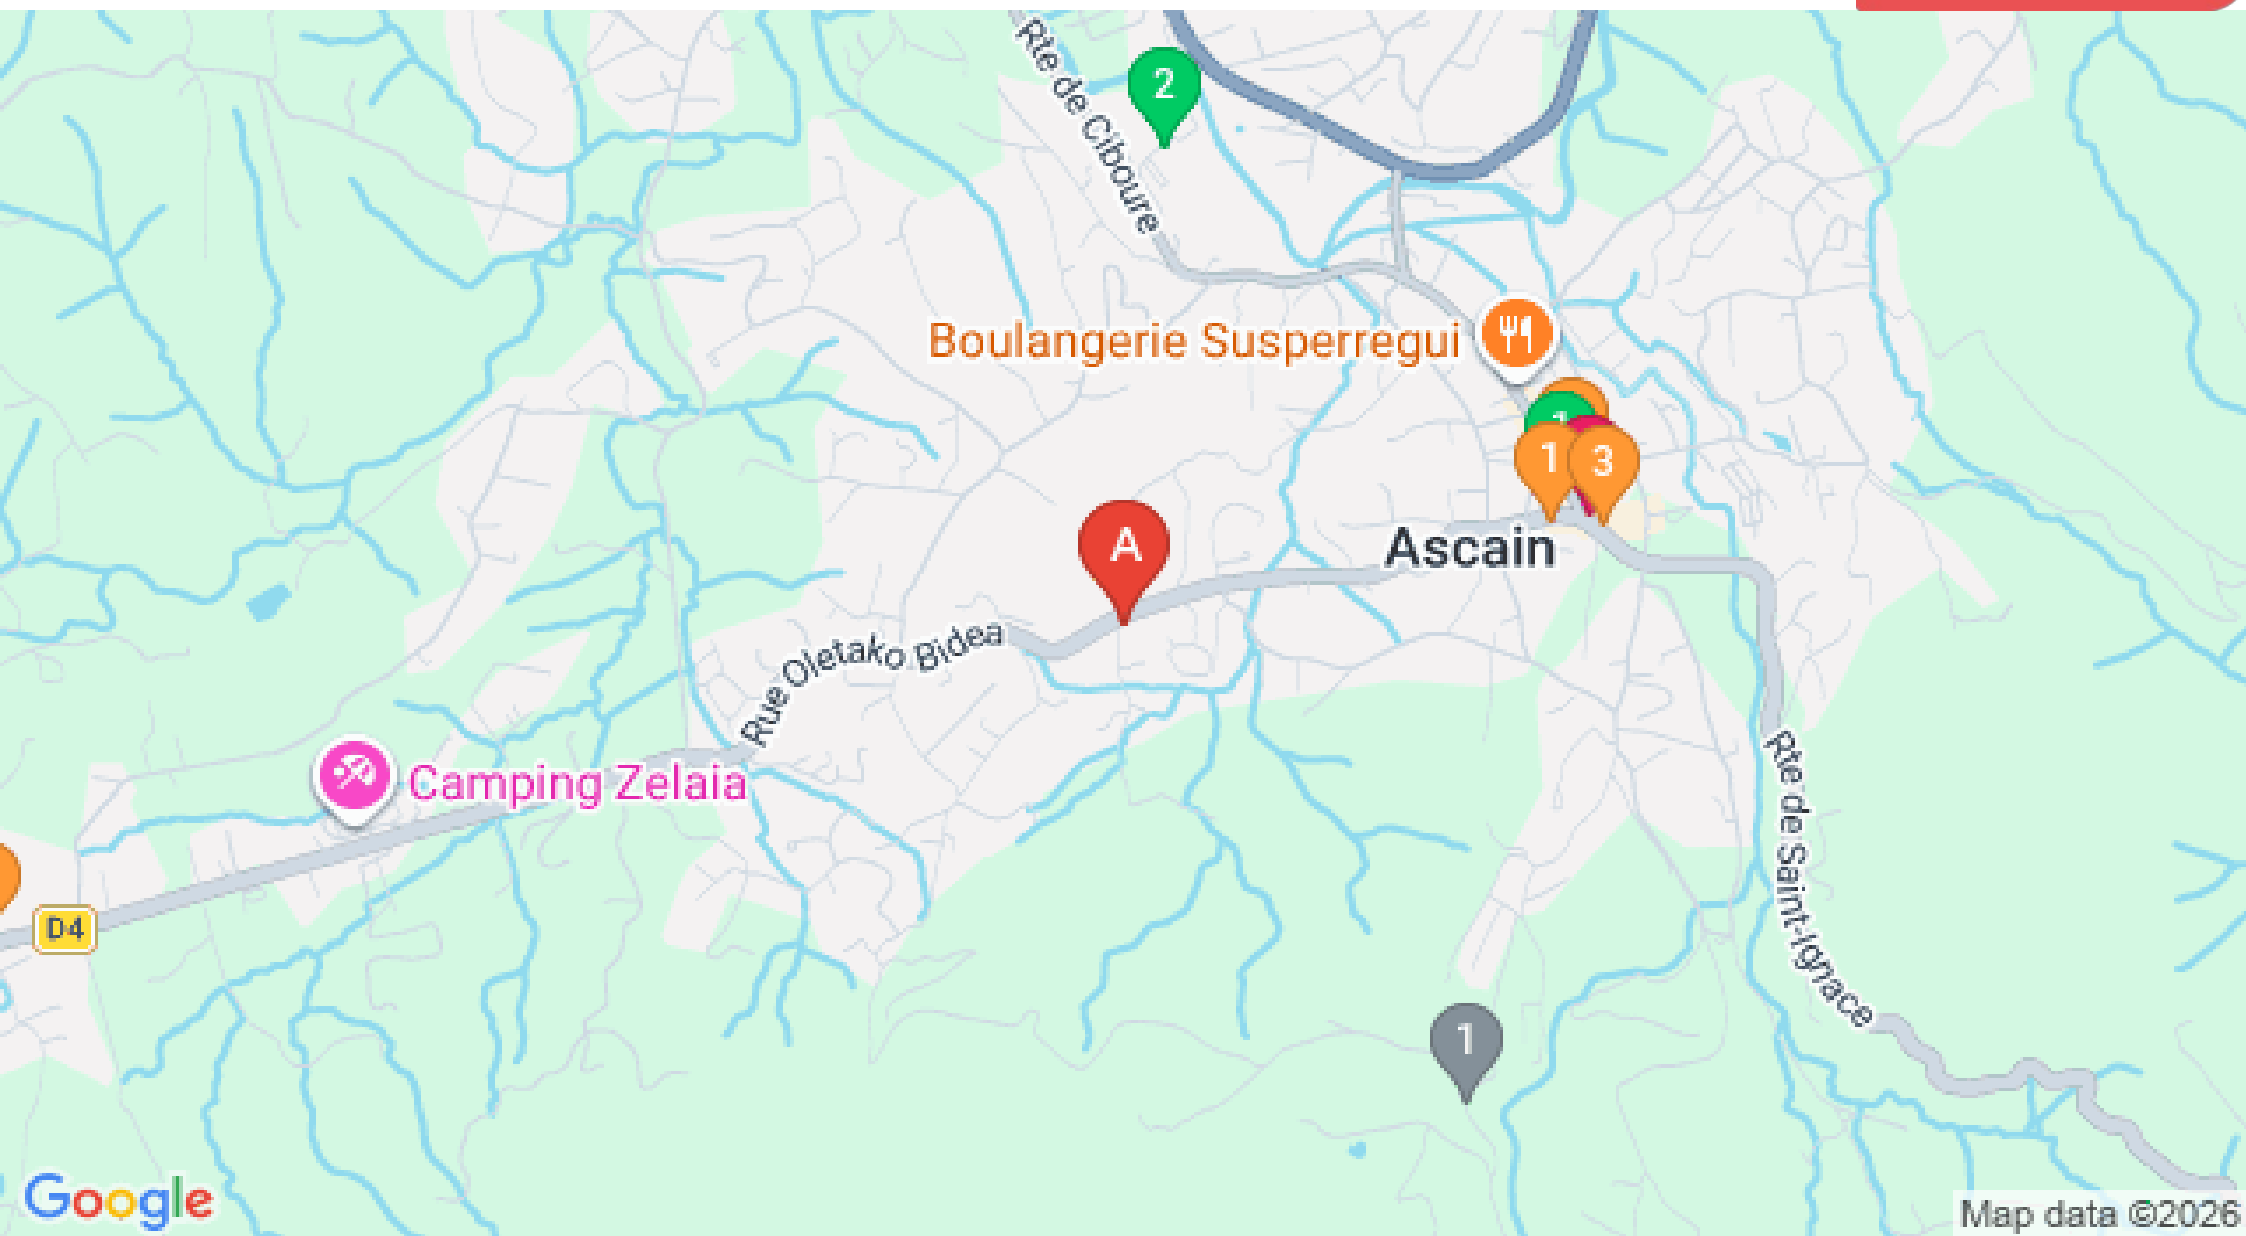 Rte de Ciboure
2
Boulangerie Susperregui
1
1
3
A
Ascain
Rue Oletako Bidea
Camping Zelaia
Rte de Saint-Ignace
D4
1
Google
Map data ©2026